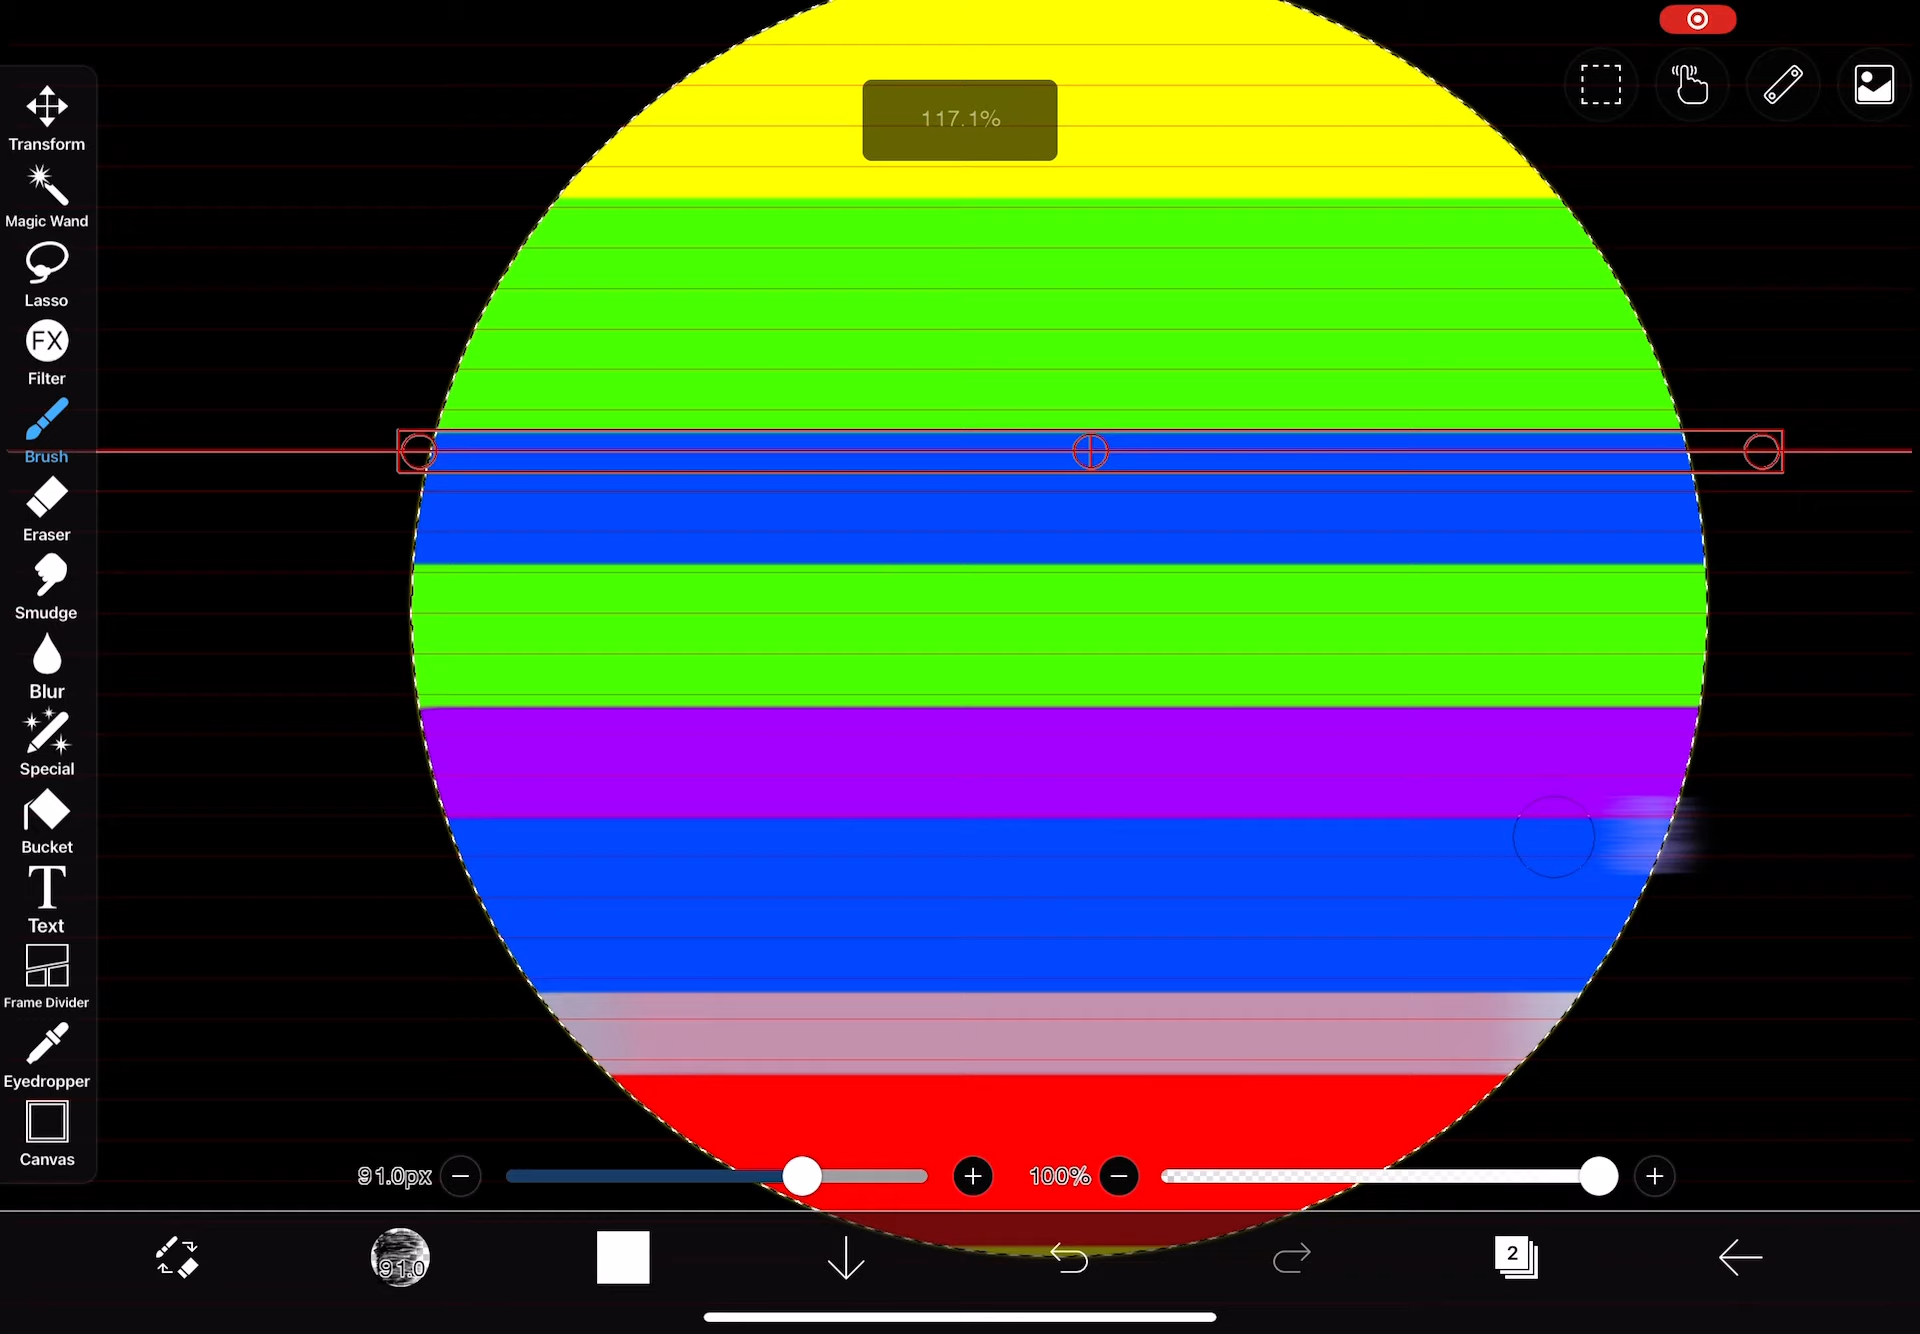 117.1%
Transform
Magic Wand
Lasso
FX
Filter
Brush
Eraser
Smudge
Blur
Special
Bucket
T
Text
Frame Divider
Eyedropper
Canvas
91.0px
100%
91.0
2